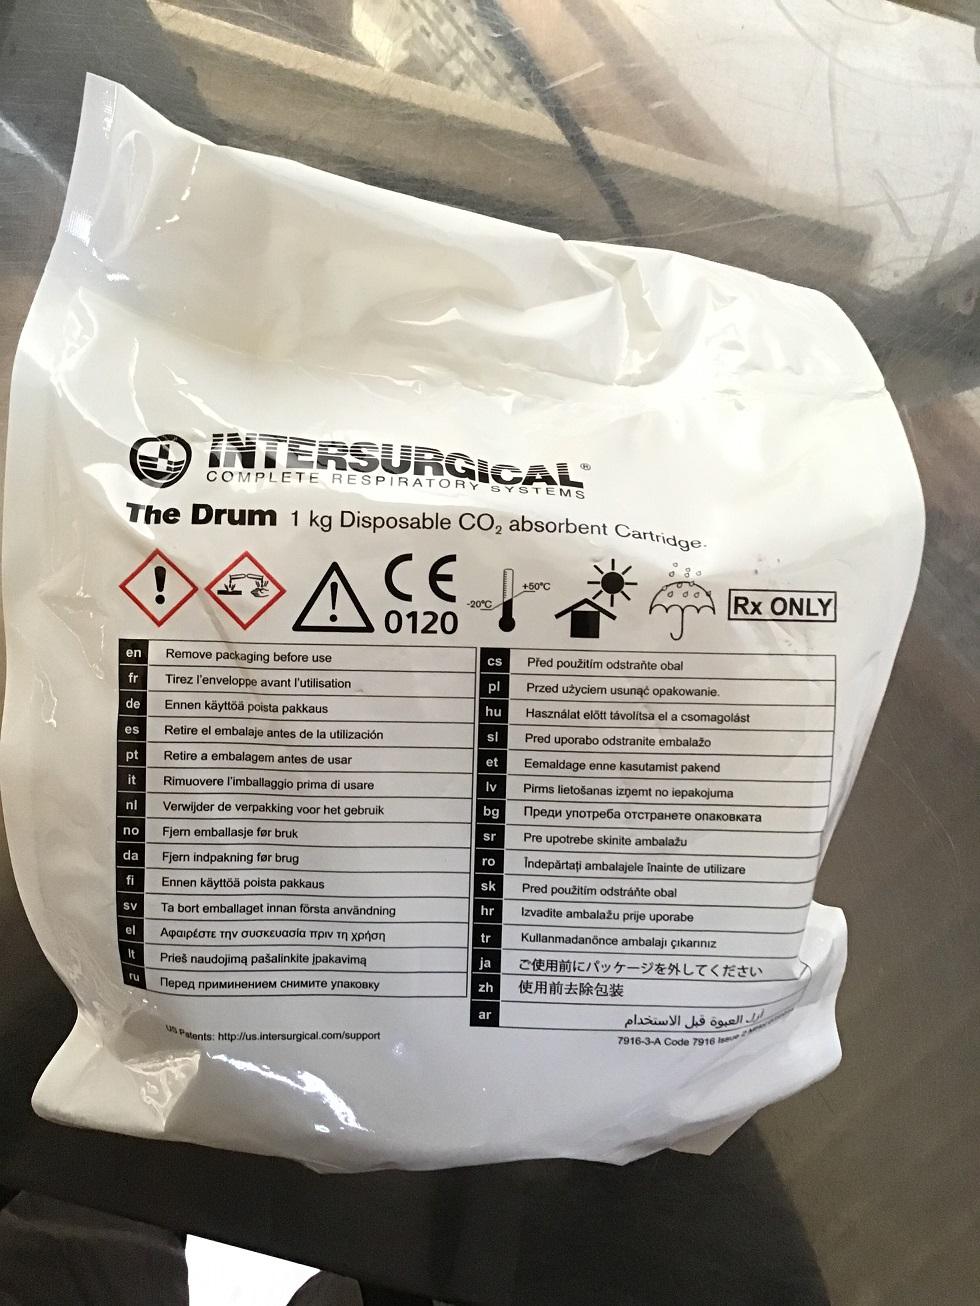 INTERSURGICAL®
COMPLETE RESPIRATORY SYSTEMS
The Drum 1 kg Disposable CO₂ absorbent Cartridge.
CE
0120
-20°C
+50°C
Rx ONLY
en Remove packaging before use
fr Tirez l'enveloppe avant l'utilisation
de Ennen käyttöä poista pakkaus
es Retire el embalaje antes de la utilización
pt Retire a embalagem antes de usar
it Rimuovere l'imballaggio prima di usare
nl Verwijder de verpakking voor het gebruik
no Fjern emballasje før bruk
da Fjern indpakning før brug
fi Ennen käyttöä poista pakkaus
sv Ta bort emballaget innan första användning
el Αφαιρέστε την συσκευασία πριν τη χρήση
lt Prieš naudojimą pašalinkite įpakavimą
ru Перед приминением снимите упаковку
cs Před použitím odstraňte obal
pl Przed użyciem usunąć opakowanie.
hu Használat előtt távolítsa el a csomagolást
sl Pred uporabo odstranite embalažo
et Eemaldage enne kasutamist pakend
lv Pirms lietošanas izņemt no iepakojuma
bg Преди употреба отстранете опаковката
sr Pre upotrebe skinite ambalažu
ro Îndepărtați ambalajele înainte de utilizare
sk Pred použitím odstráňte obal
hr Izvadite ambalažu prije uporabe
tr Kullanmadanönce ambalajı çıkarınız
ja ご使用前にパッケージを外してください
zh 使用前去除包装
ar أزل العبوة قبل الاستخدام
US Patents: http://us.intersurgical.com/support
7916-3-A Code 7916 Issue 2